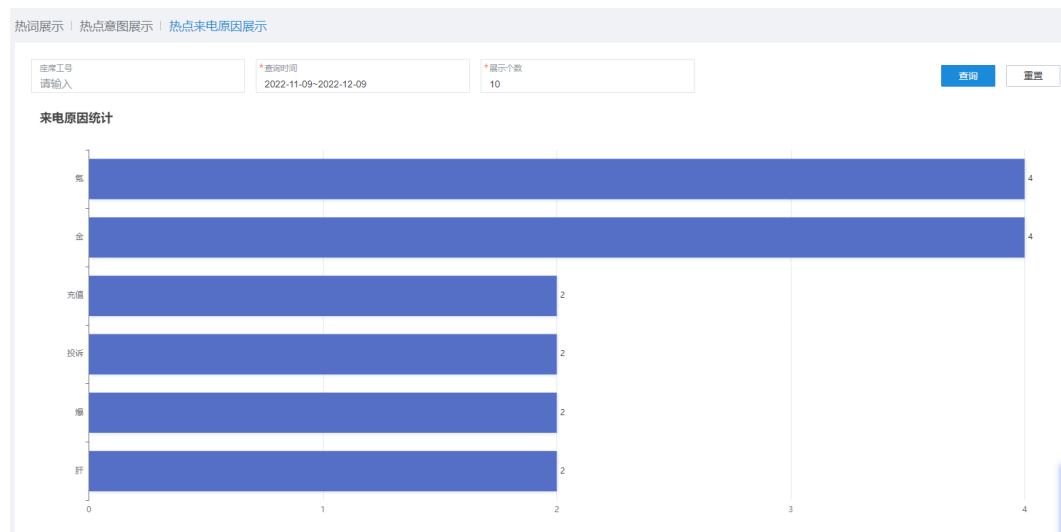 热词展示 | 热点意图展示 | 热点来电原因展示
座席工号
请输入
*查询时间
2022-11-09~2022-12-09
*展示个数
10
查询
重置
来电原因统计
氪 4
金 4
充值 2
投诉 2
爆 2
肝 2
0 1 2 3 4